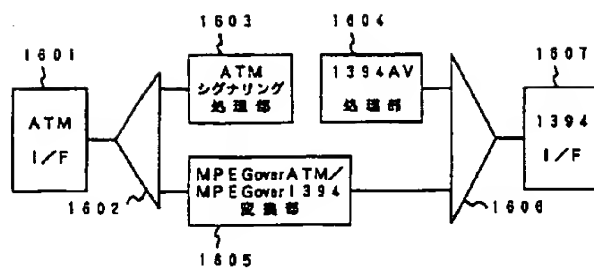 1601
ATM
I/F
1602
1603
ATM
シグナリング
処理部
1604
1394AV
処理部
MPEGoverATM/
MPEGover1394
変換部
1605
1606
1607
1394
I/F